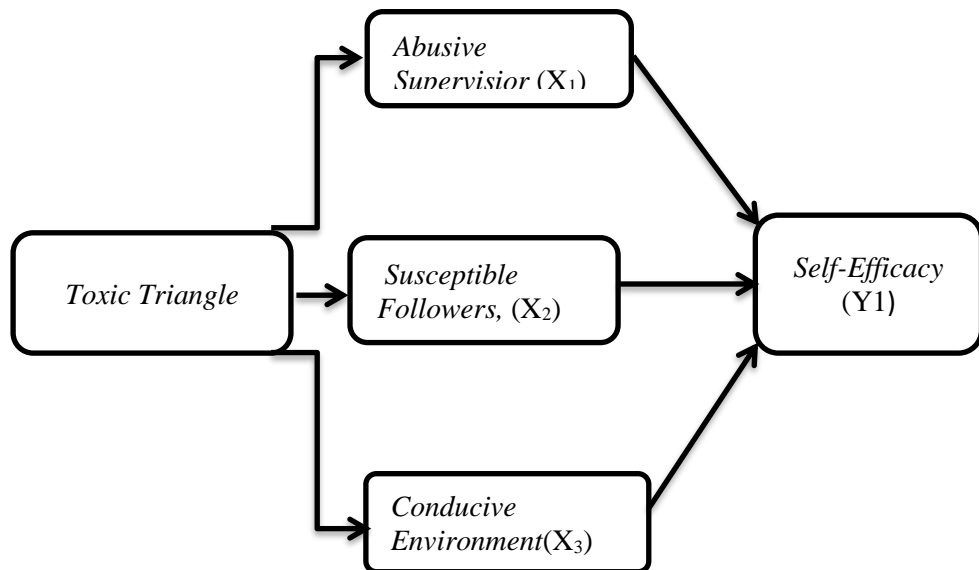 Abusive
Supervisior (X₁)
Toxic Triangle
Susceptible
Followers, (X₂)
Self-Efficacy
(Y1)
Conducive
Environment(X₃)